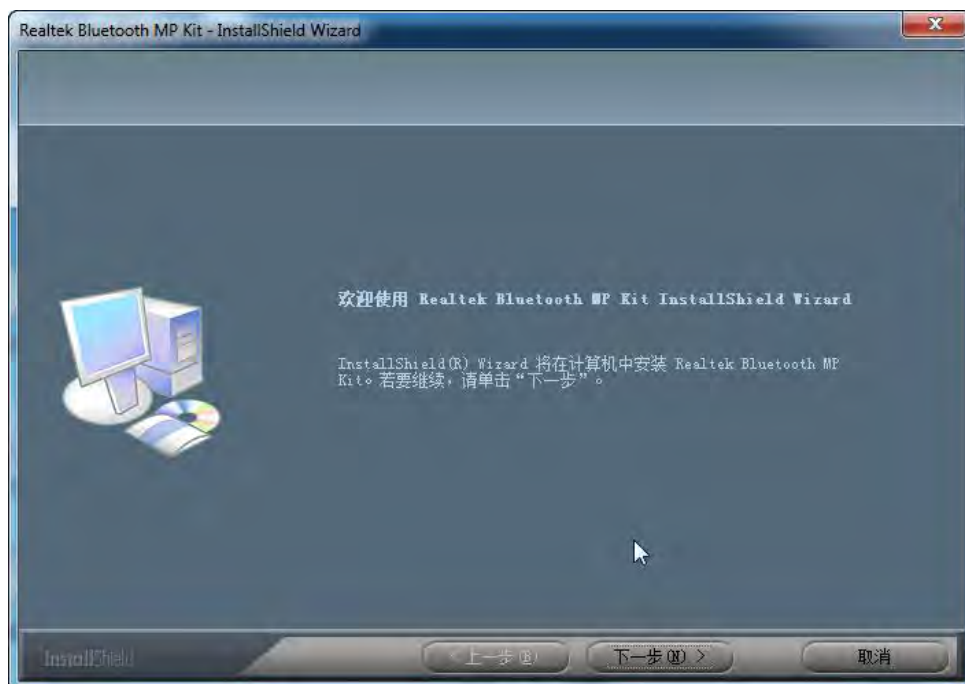 Realtek Bluetooth MP Kit - InstallShield Wizard
欢迎使用 Realtek Bluetooth MP Kit InstallShield Wizard
InstallShield(R) Wizard 将在计算机中安装 Realtek Bluetooth MP
Kit。若要继续，请单击“下一步”。
InstallShield
< 上一步(B)
下一步(N) >
取消